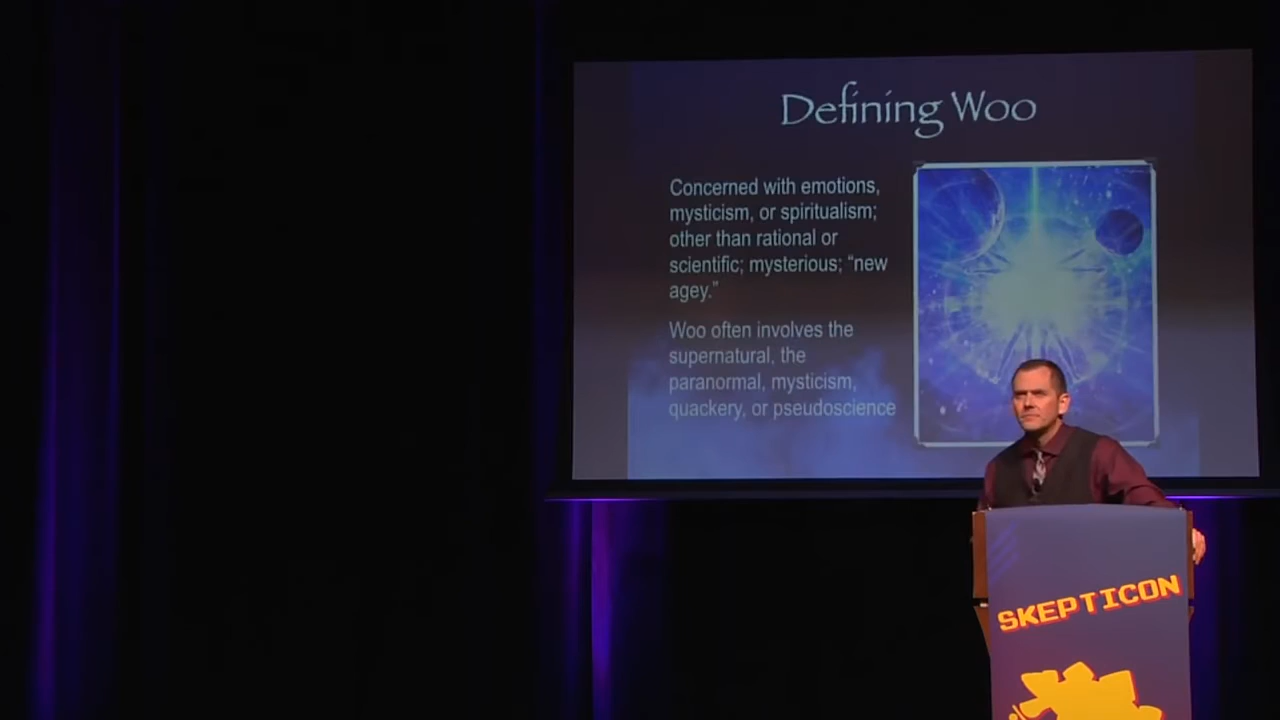 Defining Woo
Concerned with emotions,
mysticism, or spiritualism;
other than rational or
scientific; mysterious; “new
agey.”
Woo often involves the
supernatural, the
paranormal, mysticism,
quackery, or pseudoscience
SKEPTICON